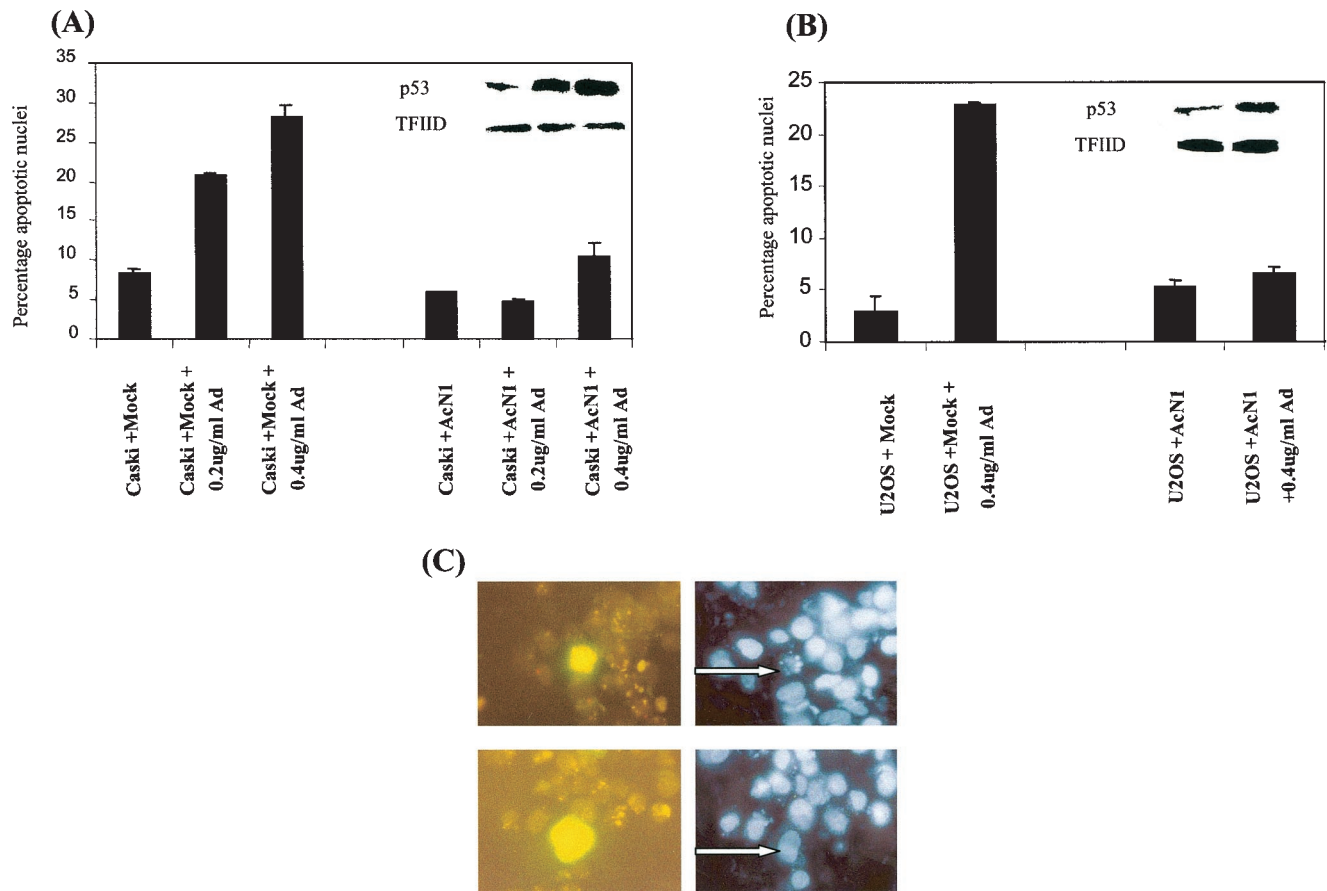 (A)
35
30
25
20
15
10
5
0
Percentage apoptotic nuclei
p53
TFIID
Caski +Mock
Caski +Mock +
0.2ug/ml Ad
Caski +Mock +
0.4ug/ml Ad
Caski +AcN1
Caski +AcN1 +
0.2ug/ml Ad
Caski +AcN1 +
0.4ug/ml Ad
(B)
25
20
15
10
5
0
Percentage apoptotic nuclei
p53
TFIID
U2OS + Mock
U2OS +Mock +
0.4ug/ml Ad
U2OS +AcN1
U2OS +AcN1
+0.4ug/ml Ad
(C)